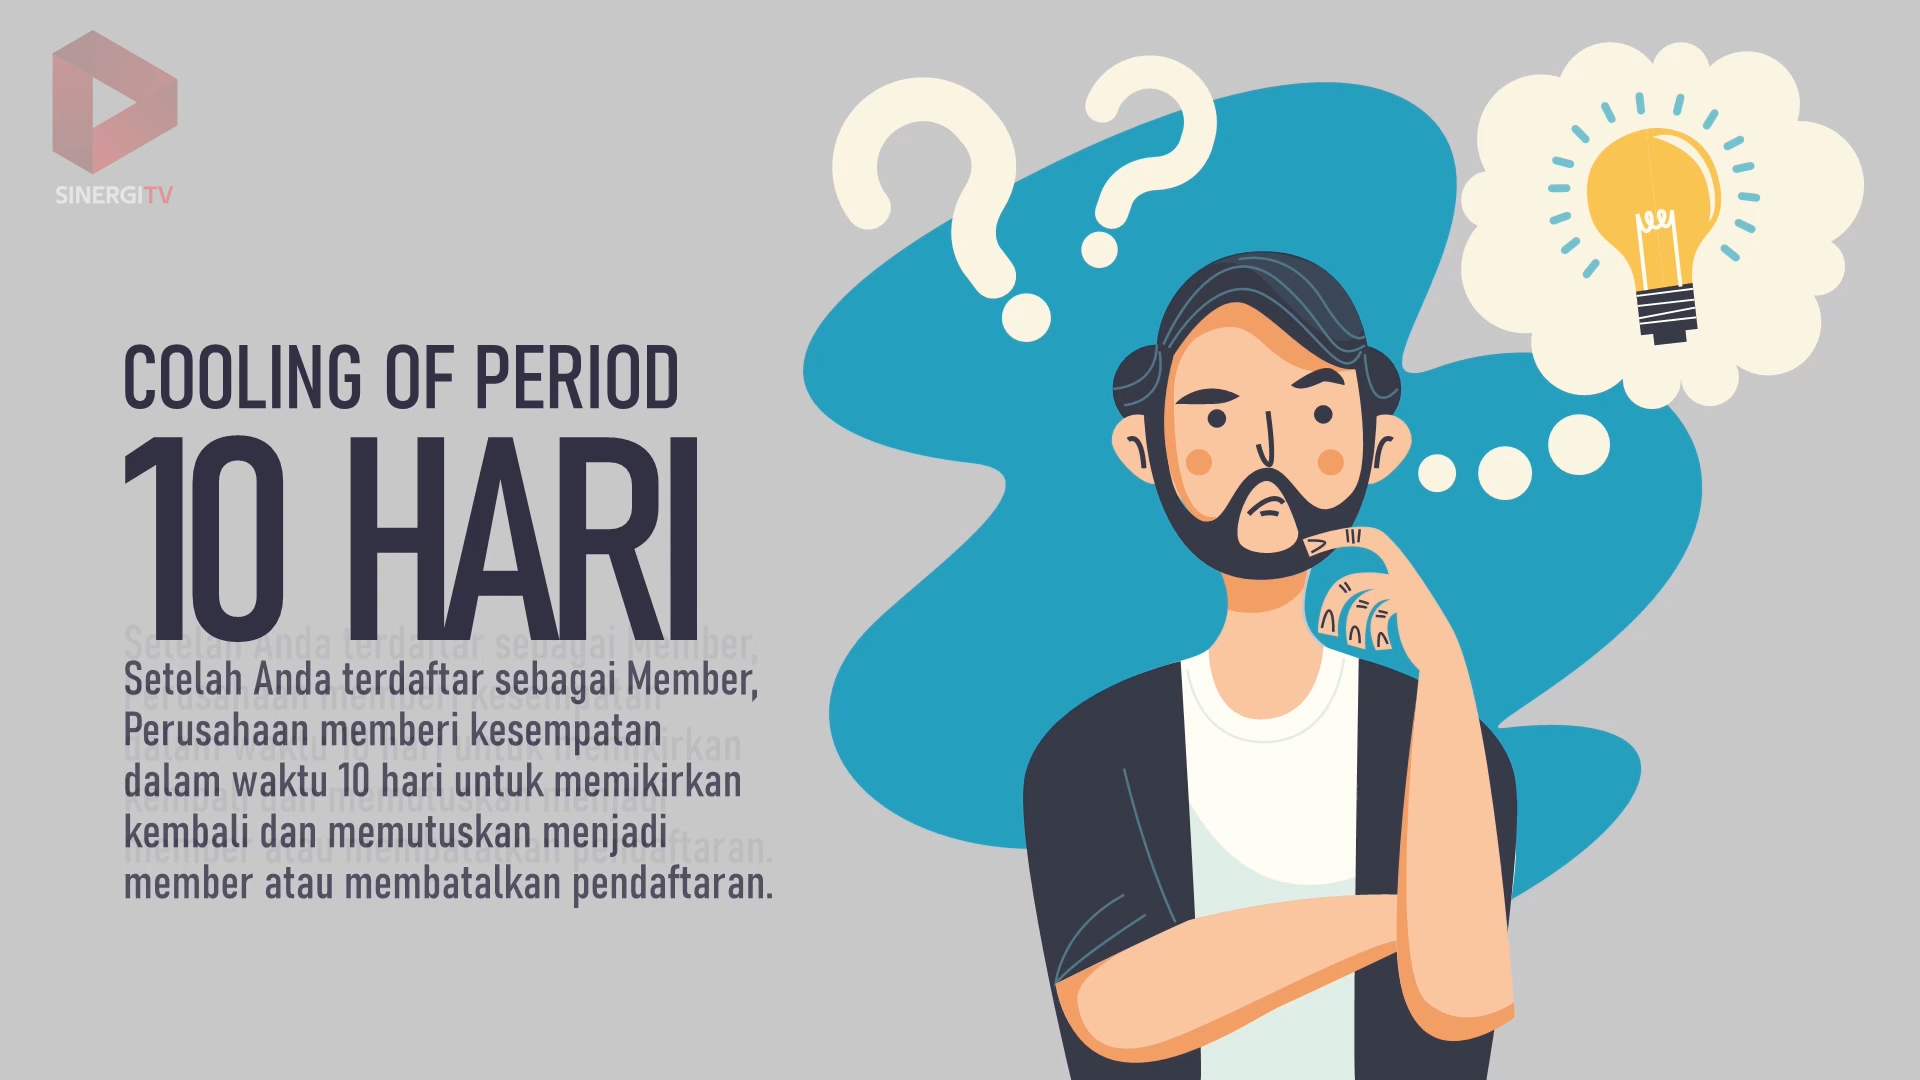 SINERGITV
COOLING OF PERIOD
10 HARI
Setelah Anda terdaftar sebagai Member,
Perusahaan memberi kesempatan
dalam waktu 10 hari untuk memikirkan
kembali dan memutuskan menjadi
member atau membatalkan pendaftaran.